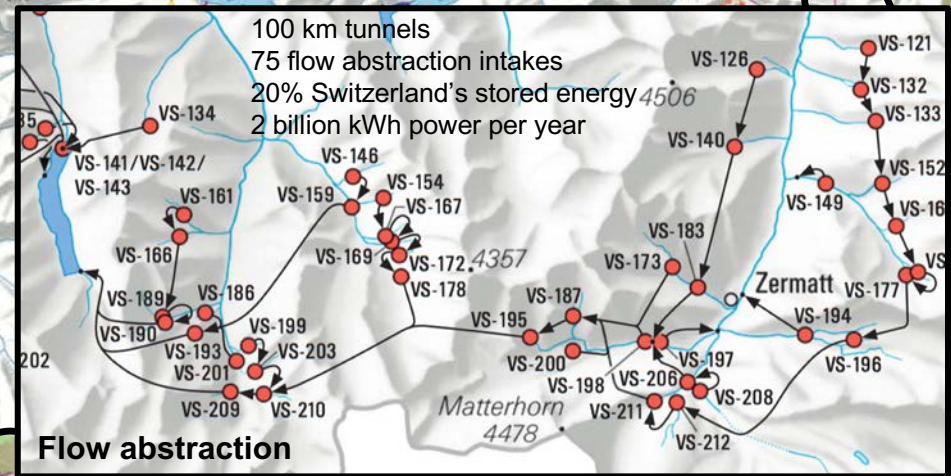 100 km tunnels
75 flow abstraction intakes
20% Switzerland's stored energy
2 billion kWh power per year
4506
VS-121
VS-126
VS-132
VS-133
VS-134
35
VS-140
VS-141/VS-142/
VS-143
VS-146
VS-154
VS-152
VS-149
VS-161
VS-159
VS-167
VS-16
VS-166
VS-169
VS-172
4357
VS-183
VS-173
VS-178
VS-177
VS
Zermatt
VS-189
VS-186
VS-187
VS-190
VS-193
VS-199
VS-195
VS-194
VS-196
202
VS-201
VS-203
VS-200
VS-197
VS-198
VS-206
VS-208
VS-209
VS-210
VS-211
VS-212
Matterhorn
4478
Flow abstraction